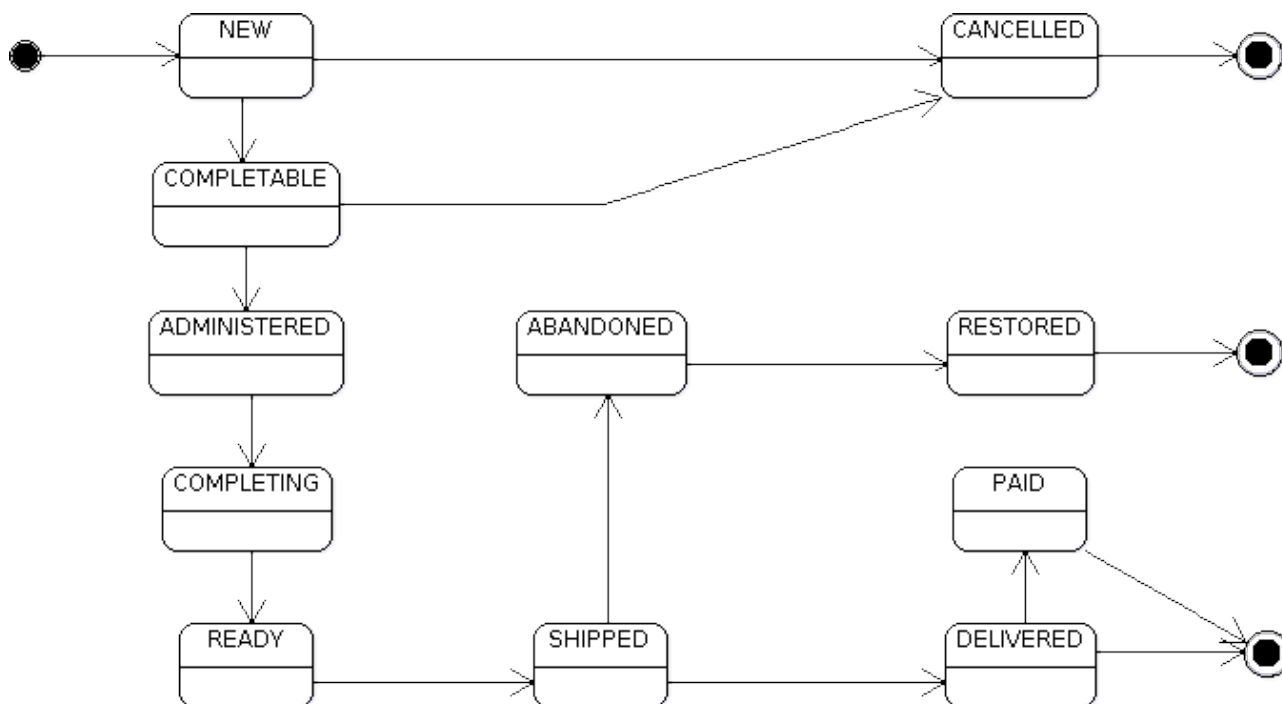 NEW
CANCELLED
COMPLETABLE
ADMINISTERED
ABANDONED
RESTORED
COMPLETING
PAID
READY
SHIPPED
DELIVERED